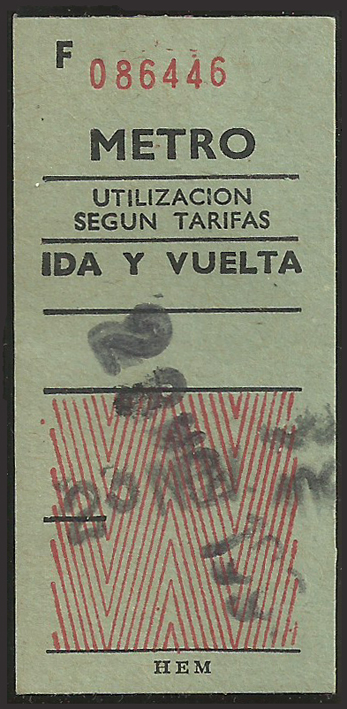 F 086446
METRO
UTILIZACION
SEGUN TARIFAS
IDA Y VUELTA
HEM